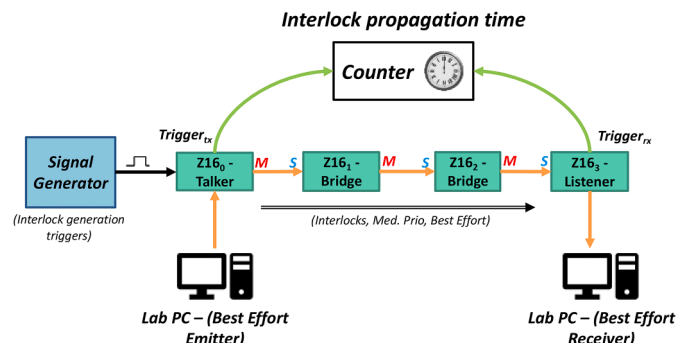 Interlock propagation time
Counter
Trigger_tx
Trigger_rx
Signal
Generator
Z16_0 -
Talker
M
S
Z16_1 -
Bridge
M
S
Z16_2 -
Bridge
M
S
Z16_3 -
Listener
(Interlock generation
triggers)
(Interlocks, Med. Prio, Best Effort)
Lab PC – (Best Effort
Emitter)
Lab PC – (Best Effort
Receiver)